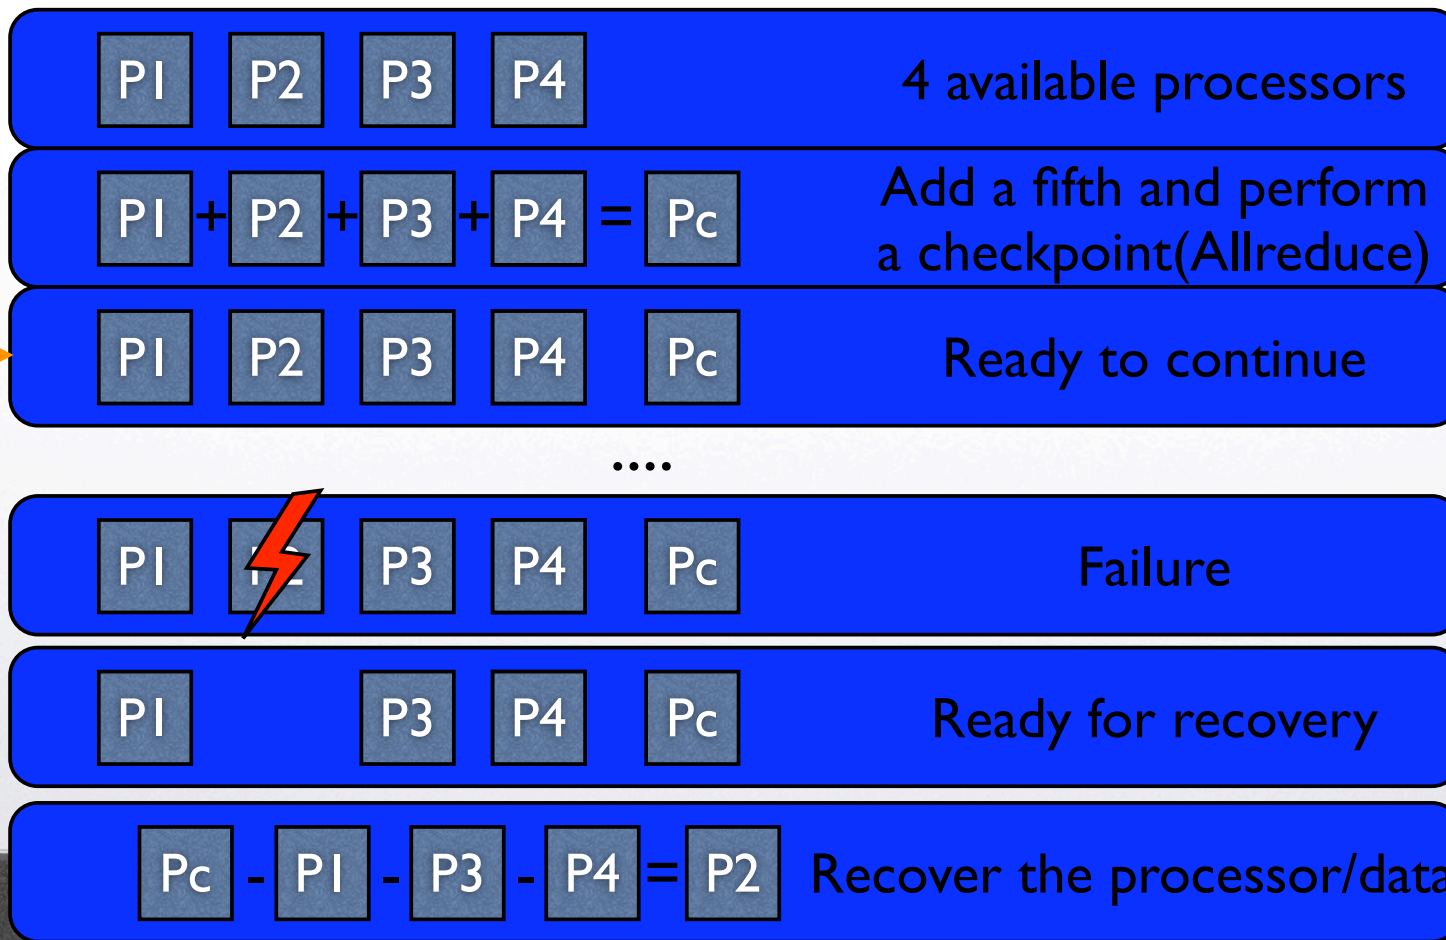 P1 P2 P3 P4 4 available processors
P1 + P2 + P3 + P4 = Pc Add a fifth and perform
a checkpoint(Allreduce)
P1 P2 P3 P4 Pc Ready to continue
....
P1 P2 P3 P4 Pc Failure
P1 P3 P4 Pc Ready for recovery
Pc - P1 - P3 - P4 = P2 Recover the processor/data